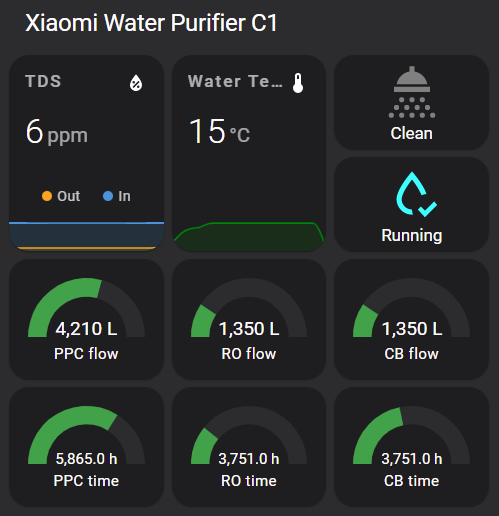 Xiaomi Water Purifier C1
TDS
Water Te...
Clean
6 ppm
15 °C
Out In
Running
4,210 L
1,350 L
1,350 L
PPC flow
RO flow
CB flow
5,865.0 h
3,751.0 h
3,751.0 h
PPC time
RO time
CB time